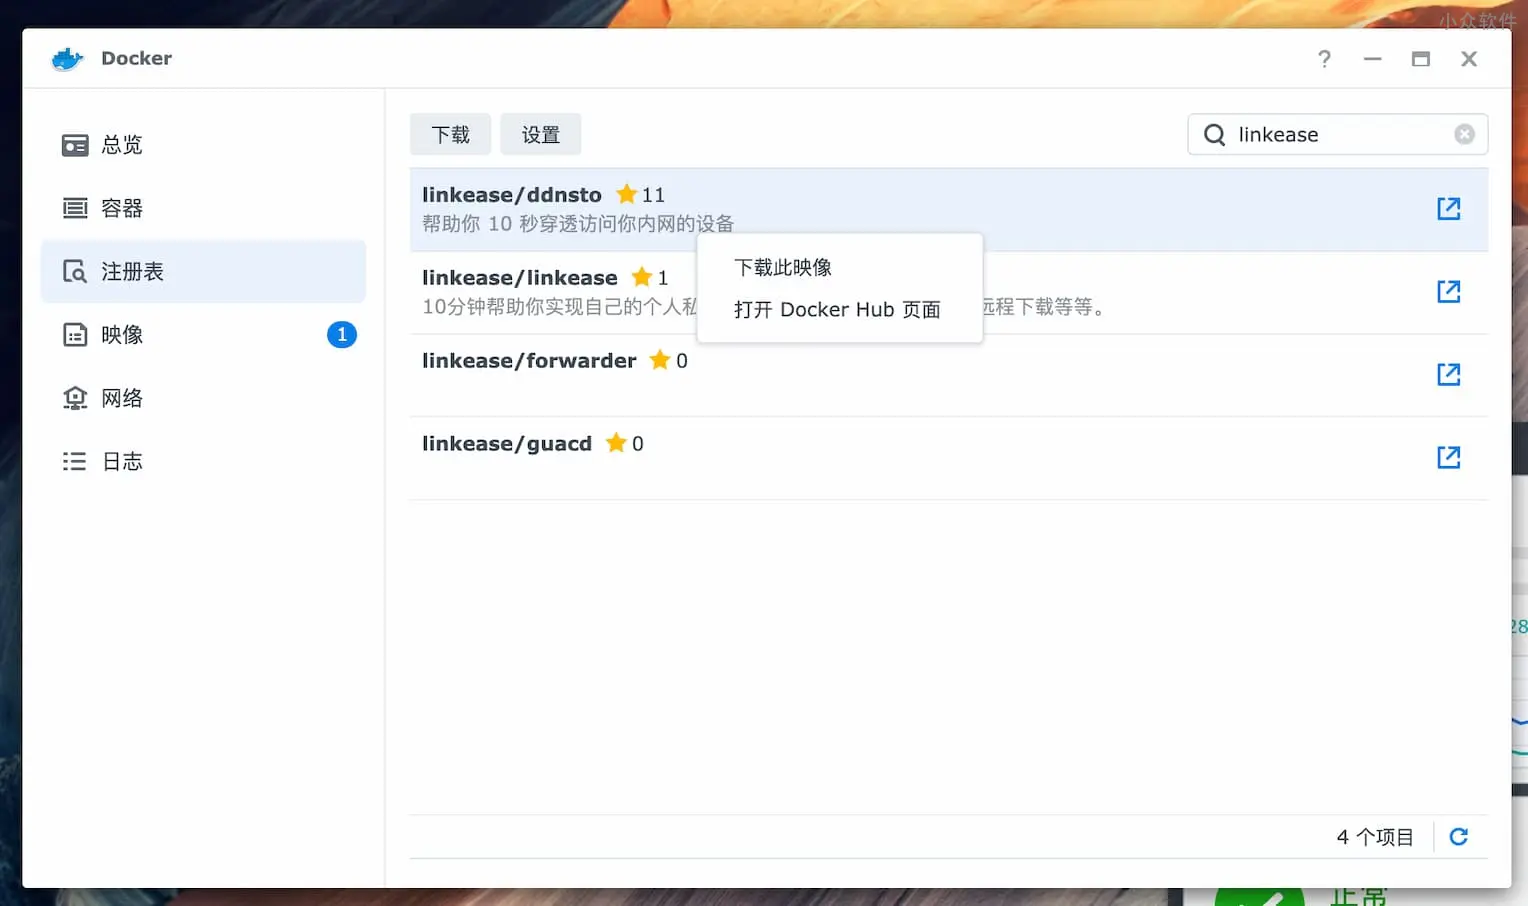 小众软件
Docker
?
总览
容器
注册表
映像
1
网络
日志
下载
设置
linkease
linkease/ddnsto 11
帮助你 10 秒穿透访问你内网的设备
下载此映像
打开 Docker Hub 页面
linkease/linkease 1
10分钟帮助你实现自己的个人私
远程下载等等。
linkease/forwarder 0
linkease/guacd 0
4 个项目
28
正常